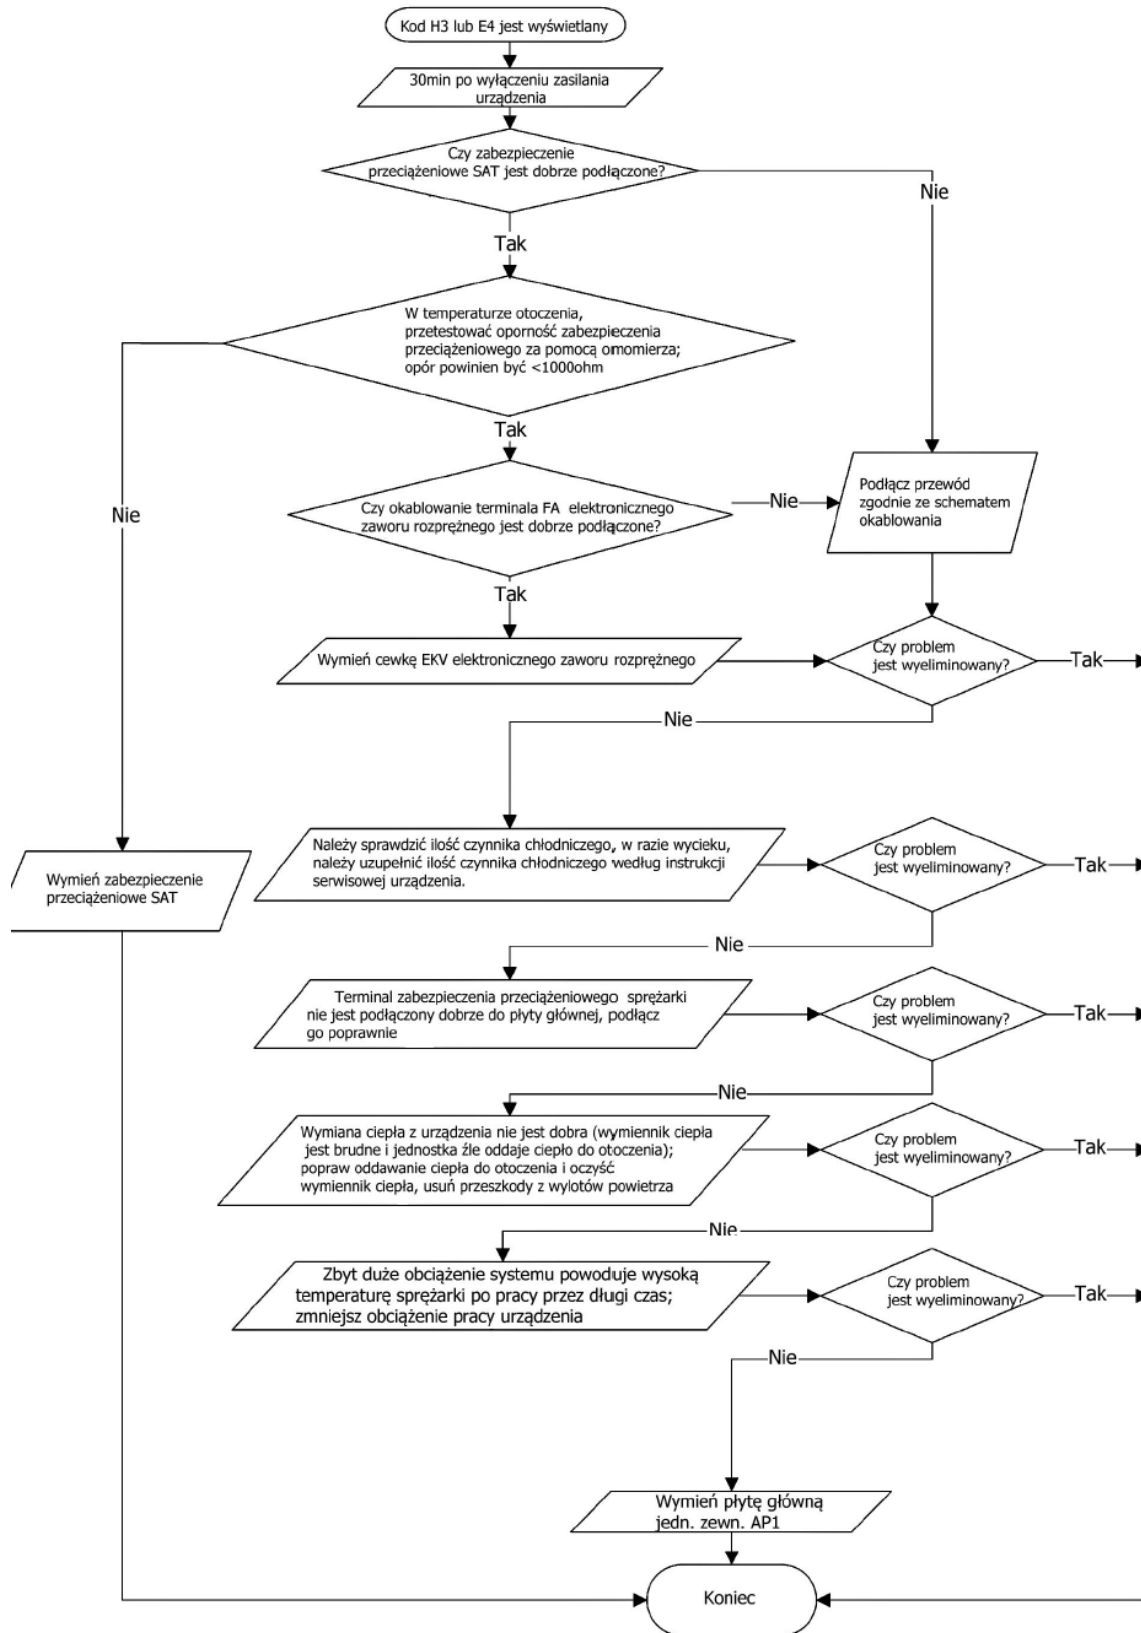 Kod H3 lub E4 jest wyświetlany
30min po wyłączeniu zasilania
urządzenia
Czy zabezpieczenie
przeciążeniowe SAT jest dobrze podłączone?
Nie
Tak
W temperaturze otoczenia,
przetestować oporność zabezpieczenia
przeciążeniowego za pomocą omomierza;
opór powinien być <1000ohm
Tak
Nie
Czy okablowanie terminala FA elektronicznego
zaworu rozprężnego jest dobrze podłączone?
Nie
Podłącz przewód
zgodnie ze schematem
okablowania
Tak
Wymień cewkę EKV elektronicznego zaworu rozprężnego
Czy problem
jest wyeliminowany?
Tak
Nie
Należy sprawdzić ilość czynnika chłodniczego, w razie wycieku,
należy uzupełnić ilość czynnika chłodniczego według instrukcji
serwisowej urządzenia.
Czy problem
jest wyeliminowany?
Tak
Wymień zabezpieczenie
przeciążeniowe SAT
Nie
Terminal zabezpieczenia przeciążeniowego sprężarki
nie jest podłączony dobrze do płyty głównej, podłącz
go poprawnie
Czy problem
jest wyeliminowany?
Tak
Nie
Wymiana ciepła z urządzenia nie jest dobra (wymiennik ciepła
jest brudne i jednostka źle oddaje ciepło do otoczenia);
popraw oddawanie ciepła do otoczenia i oczyść
wymiennik ciepła, usuń przeszkody z wylotów powietrza
Czy problem
jest wyeliminowany?
Tak
Nie
Zbyt duże obciążenie systemu powoduje wysoką
temperaturę sprężarki po pracy przez długi czas;
zmniejsz obciążenie pracy urządzenia
Czy problem
jest wyeliminowany?
Tak
Nie
Wymień płytę główną
jedn. zewn. AP1
Koniec